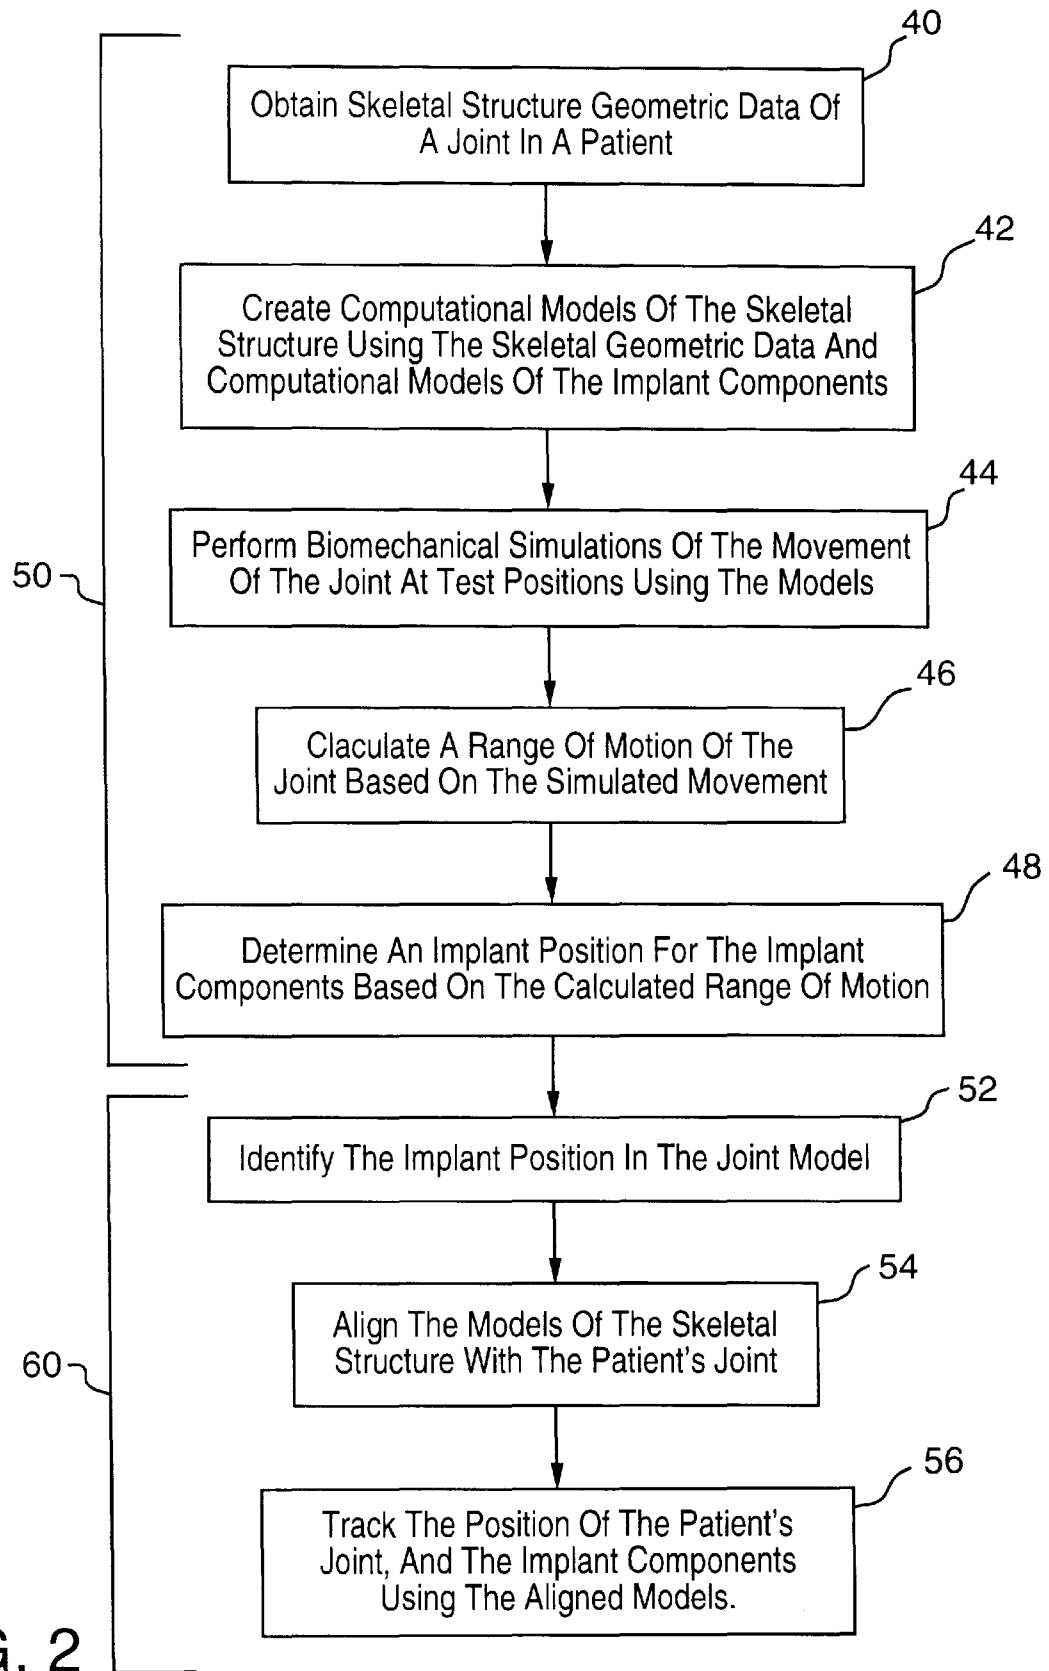 40
Obtain Skeletal Structure Geometric Data Of
A Joint In A Patient
42
Create Computational Models Of The Skeletal
Structure Using The Skeletal Geometric Data And
Computational Models Of The Implant Components
44
Perform Biomechanical Simulations Of The Movement
Of The Joint At Test Positions Using The Models
50
46
Claculate A Range Of Motion Of The
Joint Based On The Simulated Movement
48
Determine An Implant Position For The Implant
Components Based On The Calculated Range Of Motion
52
Identify The Implant Position In The Joint Model
54
Align The Models Of The Skeletal
Structure With The Patient's Joint
60
56
Track The Position Of The Patient's
Joint, And The Implant Components
Using The Aligned Models.
G. 2